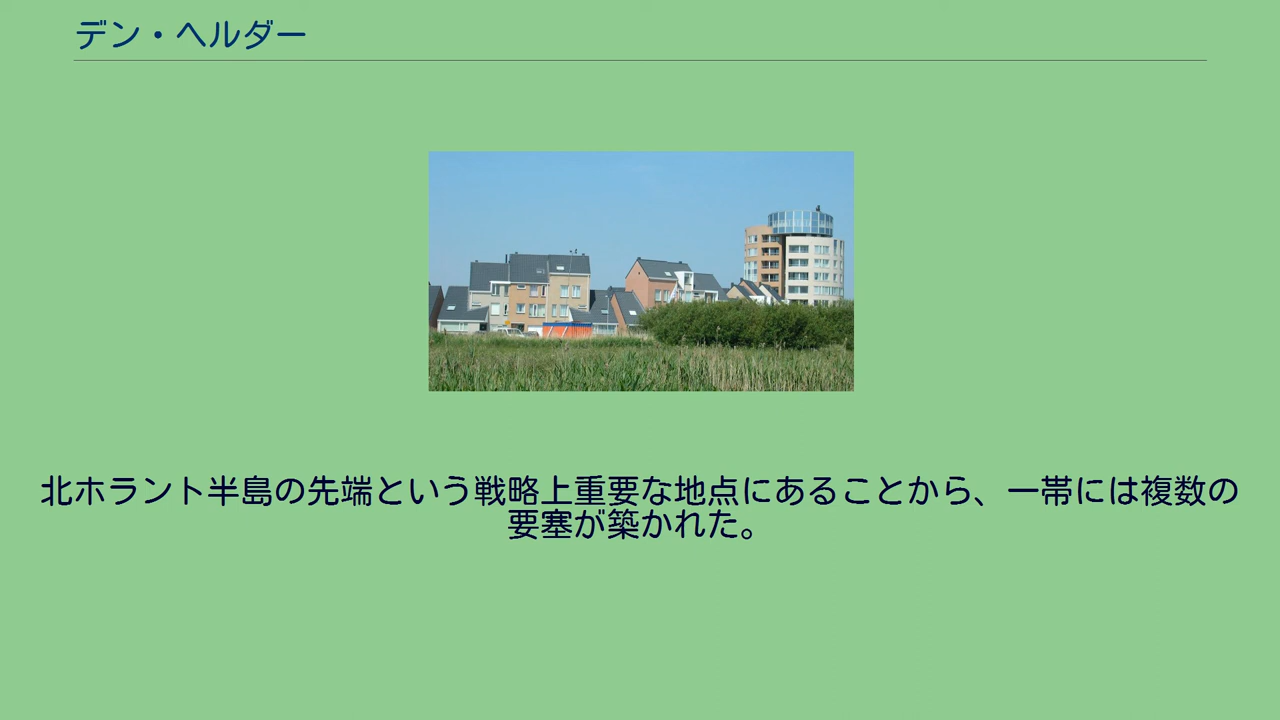 デン・ヘルダー
北ホラント半島の先端という戦略上重要な地点にあることから、一帯には複数の
要塞が築かれた。